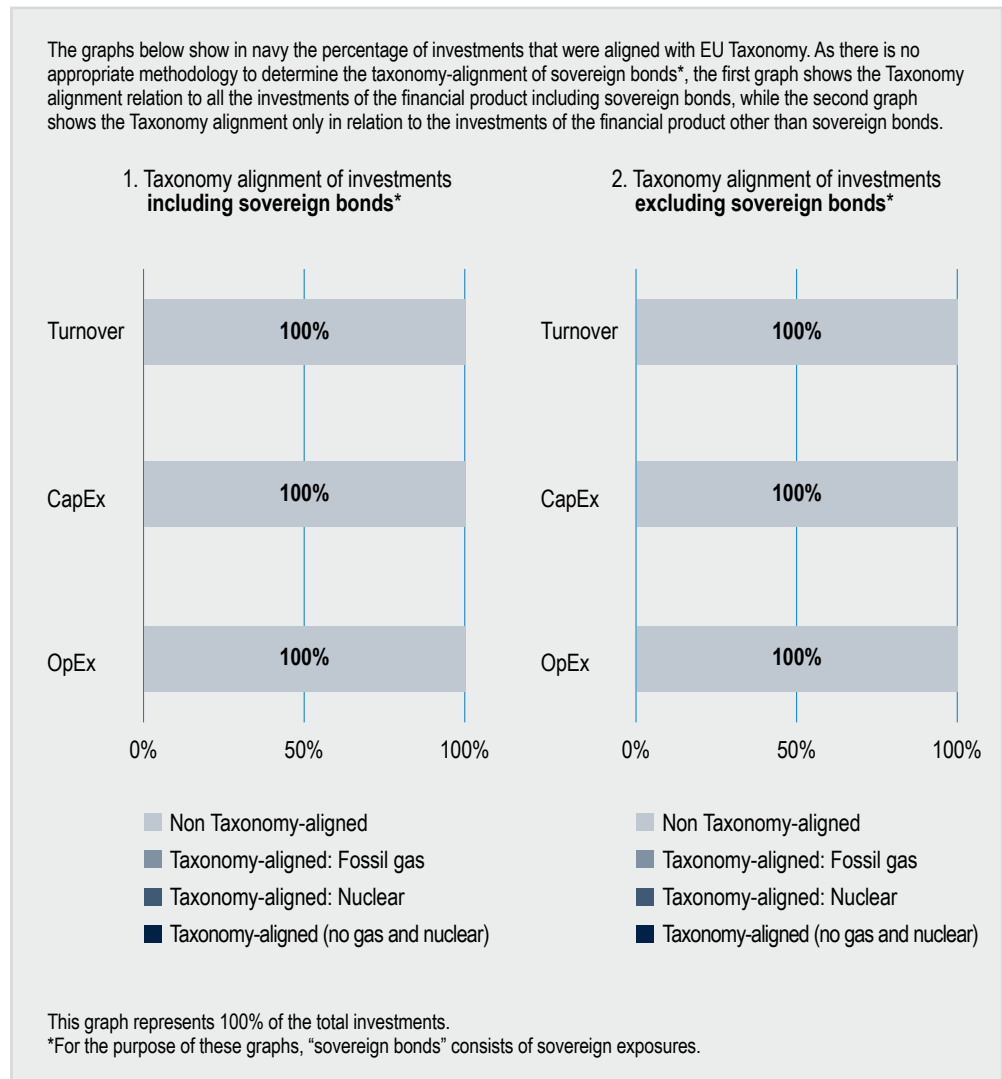 The graphs below show in navy the percentage of investments that were aligned with EU Taxonomy. As there is no
appropriate methodology to determine the taxonomy-alignment of sovereign bonds*, the first graph shows the Taxonomy
alignment relation to all the investments of the financial product including sovereign bonds, while the second graph
shows the Taxonomy alignment only in relation to the investments of the financial product other than sovereign bonds.
1. Taxonomy alignment of investments
including sovereign bonds*
Turnover
100%
CapEx
100%
OpEx
100%
0% 50% 100%
Non Taxonomy-aligned
Taxonomy-aligned: Fossil gas
Taxonomy-aligned: Nuclear
Taxonomy-aligned (no gas and nuclear)
2. Taxonomy alignment of investments
excluding sovereign bonds*
Turnover
100%
CapEx
100%
OpEx
100%
0% 50% 100%
Non Taxonomy-aligned
Taxonomy-aligned: Fossil gas
Taxonomy-aligned: Nuclear
Taxonomy-aligned (no gas and nuclear)
This graph represents 100% of the total investments.
*For the purpose of these graphs, “sovereign bonds” consists of sovereign exposures.